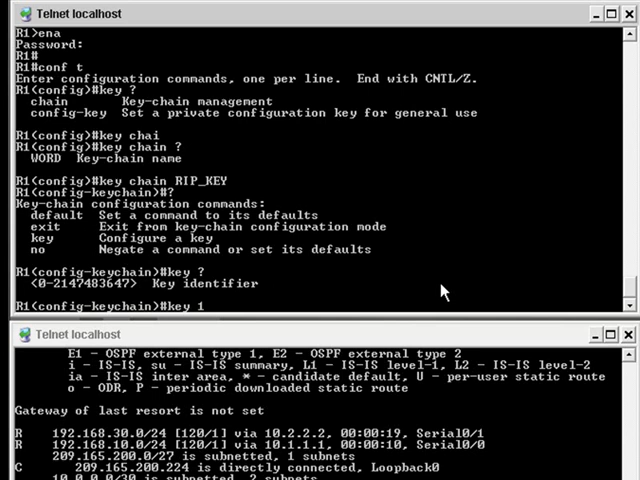 Telnet localhost
R1>ena
Password:
R1#
R1#conf t
Enter configuration commands, one per line.  End with CNTL/Z.
R1(config)#key ?
  chain       Key-chain management
  config-key  Set a private configuration key for general use
R1(config)#key chai
R1(config)#key chain ?
  WORD  Key-chain name
R1(config)#key chain RIP_KEY
R1(config-keychain)#?
Key-chain configuration commands:
  default  Set a command to its defaults
  exit     Exit from key-chain configuration mode
  key      Configure a key
  no       Negate a command or set its defaults
R1(config-keychain)#key ?
  <0-2147483647>  Key identifier
R1(config-keychain)#key 1
Telnet localhost
E1 - OSPF external type 1, E2 - OSPF external type 2
i - IS-IS, su - IS-IS summary, L1 - IS-IS level-1, L2 - IS-IS level-2
ia - IS-IS inter area, * - candidate default, U - per-user static route
o - ODR, P - periodic downloaded static route
Gateway of last resort is not set
R    192.168.30.0/24 [120/1] via 10.2.2.2, 00:00:19, Serial0/1
R    192.168.10.0/24 [120/1] via 10.1.1.1, 00:00:10, Serial0/0
     209.165.200.0/27 is subnetted, 1 subnets
C       209.165.200.224 is directly connected, Loopback0
     10.0.0.0/30 is subnetted, 2 subnets